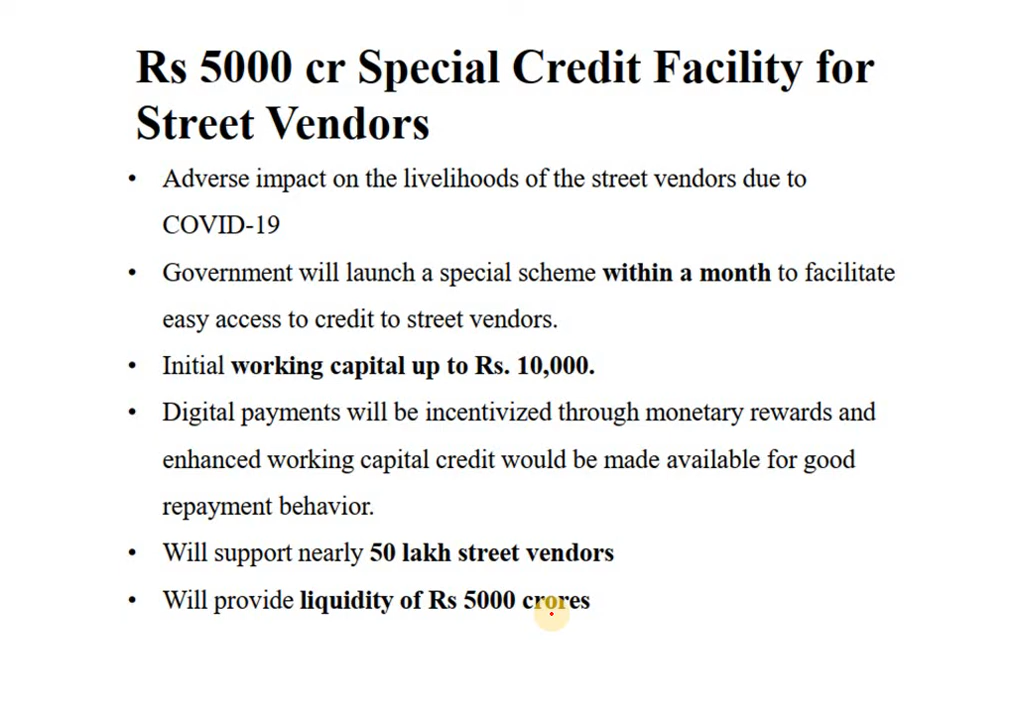 Rs 5000 cr Special Credit Facility for
Street Vendors
• Adverse impact on the livelihoods of the street vendors due to
COVID-19
• Government will launch a special scheme within a month to facilitate
easy access to credit to street vendors.
• Initial working capital up to Rs. 10,000.
• Digital payments will be incentivized through monetary rewards and
enhanced working capital credit would be made available for good
repayment behavior.
• Will support nearly 50 lakh street vendors
• Will provide liquidity of Rs 5000 crores